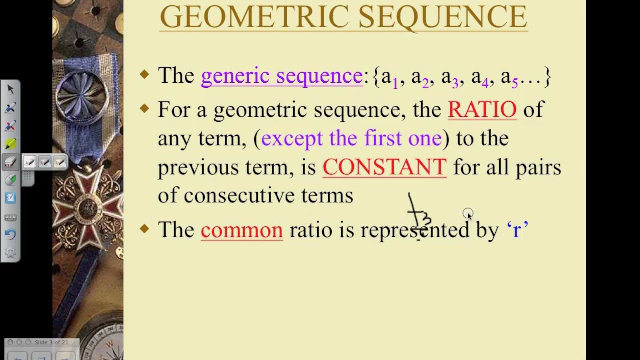 GEOMETRIC SEQUENCE
The generic sequence:{a1, a2, a3, a4, a5…}
For a geometric sequence, the RATIO of
any term, (except the first one) to the
previous term, is CONSTANT for all pairs
of consecutive terms
t3
The common ratio is represented by ‘r’